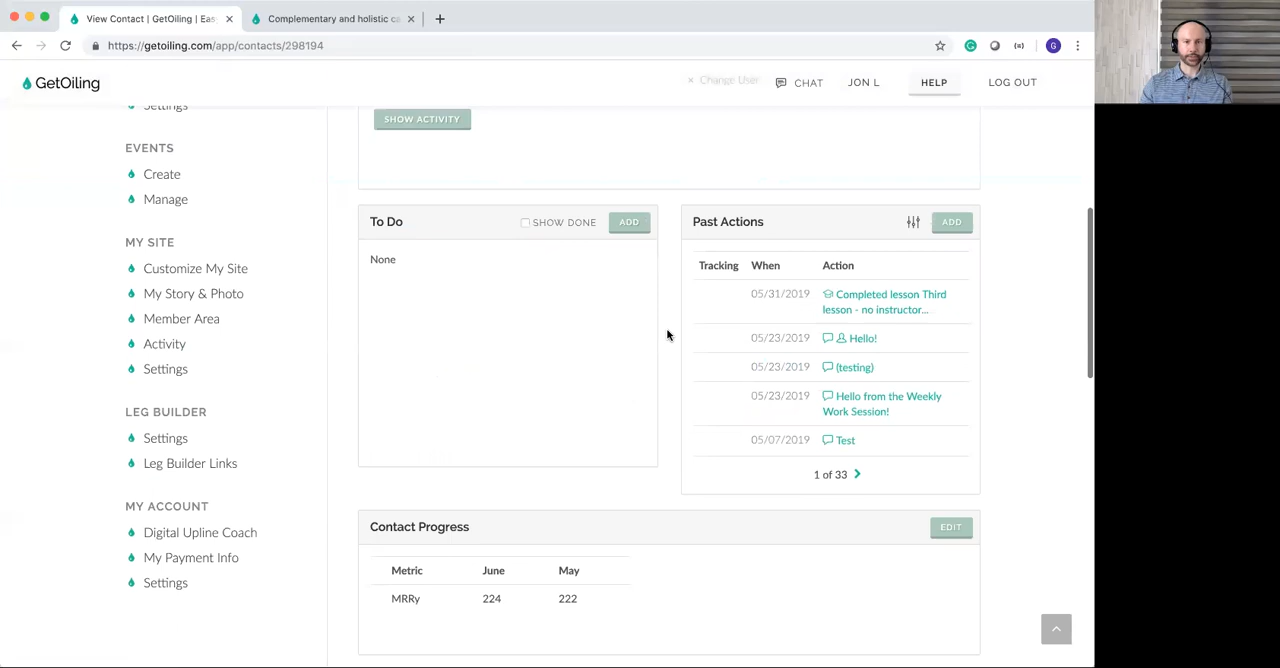 View Contact | GetOiling | Eas
Complementary and holistic ca
https://getoiling.com/app/contacts/298194
G
GetOiling
× Change User
CHAT
JON L
HELP
LOG OUT
Settings
EVENTS
Create
Manage
MY SITE
Customize My Site
My Story & Photo
Member Area
Activity
Settings
LEG BUILDER
Settings
Leg Builder Links
MY ACCOUNT
Digital Upline Coach
My Payment Info
Settings
SHOW ACTIVITY
To Do
SHOW DONE
ADD
None
Past Actions
ADD
Tracking When Action
05/31/2019 Completed lesson Third
lesson - no instructor...
05/23/2019 Hello!
05/23/2019 (testing)
05/23/2019 Hello from the Weekly
Work Session!
05/07/2019 Test
1 of 33
Contact Progress
EDIT
Metric June May
MRRy 224 222